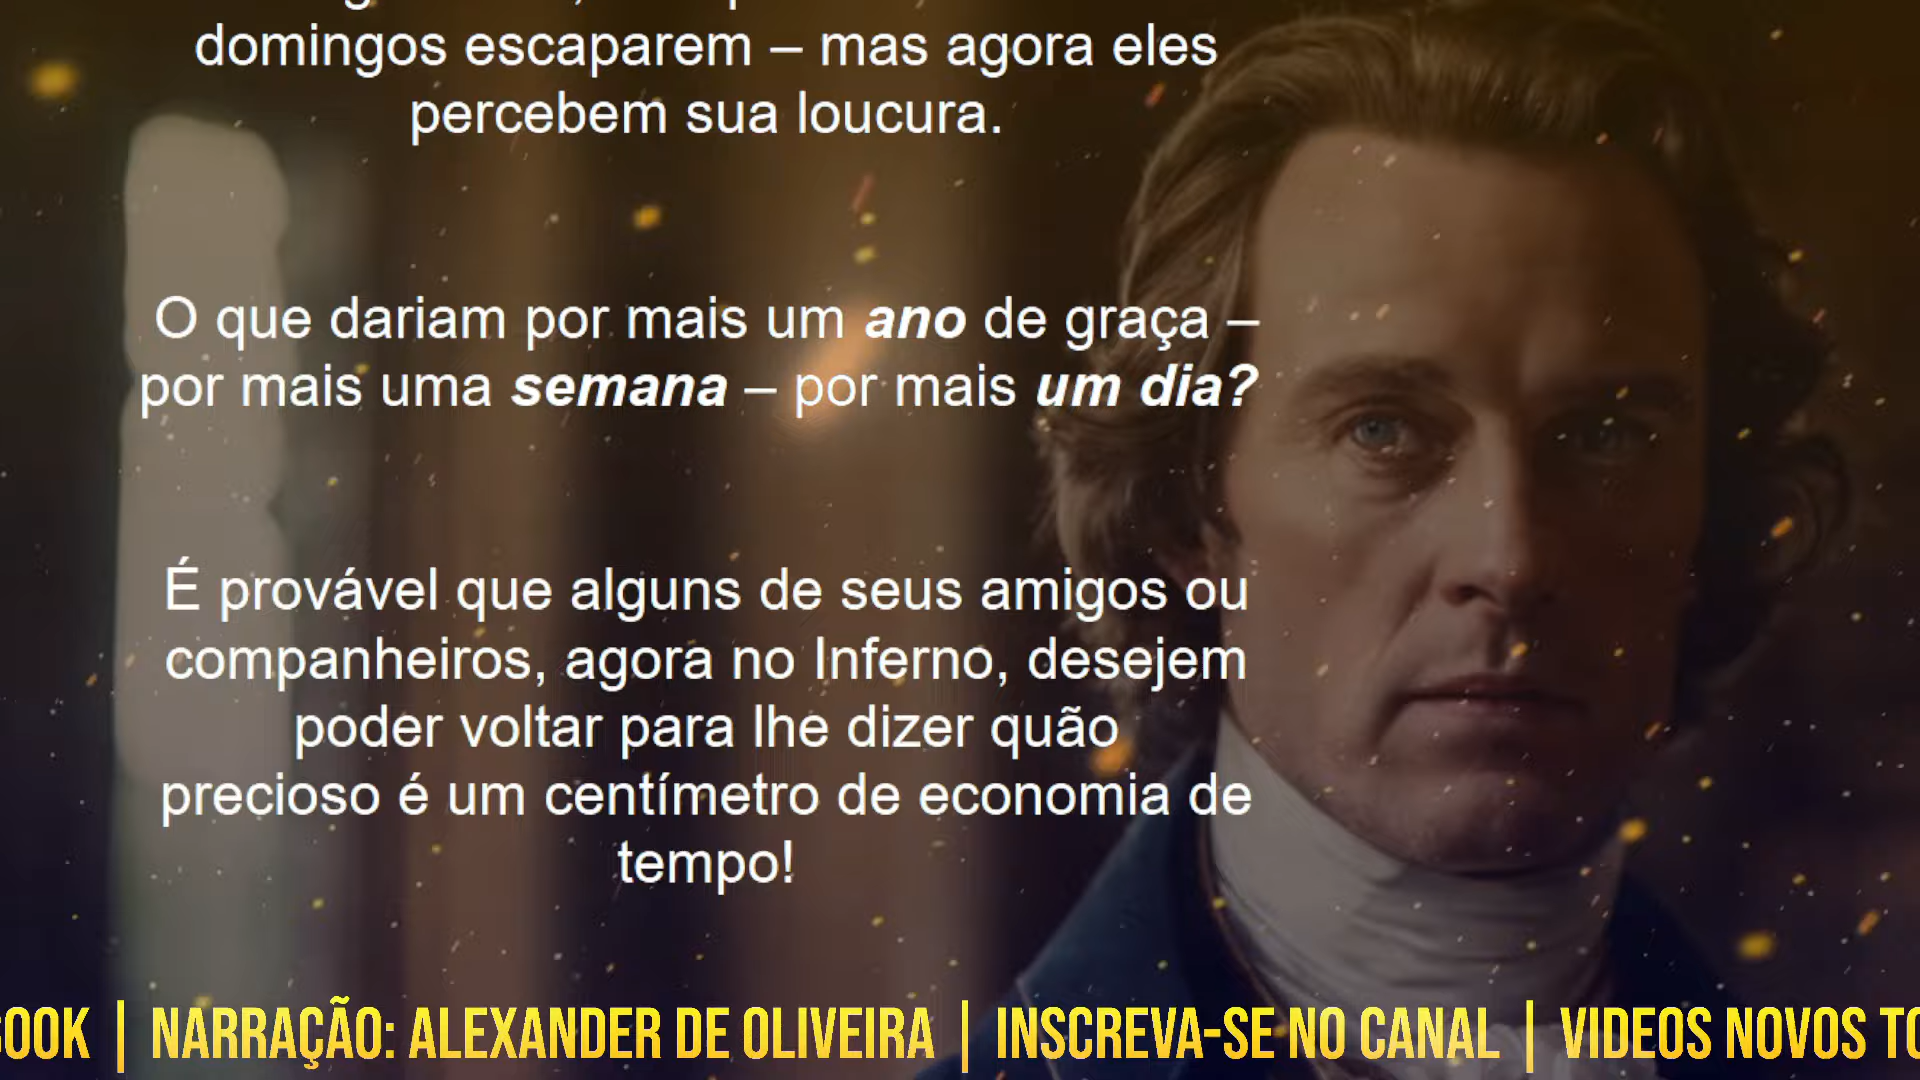 domingos escaparem – mas agora eles
percebem sua loucura.
O que dariam por mais um ano de graça –
por mais uma semana – por mais um dia?
É provável que alguns de seus amigos ou
companheiros, agora no Inferno, desejem
poder voltar para lhe dizer quão
precioso é um centímetro de economia de
tempo!
| NARRAÇÃO: ALEXANDER DE OLIVEIRA | INSCREVA-SE NO CANAL | VIDEOS NOVOS